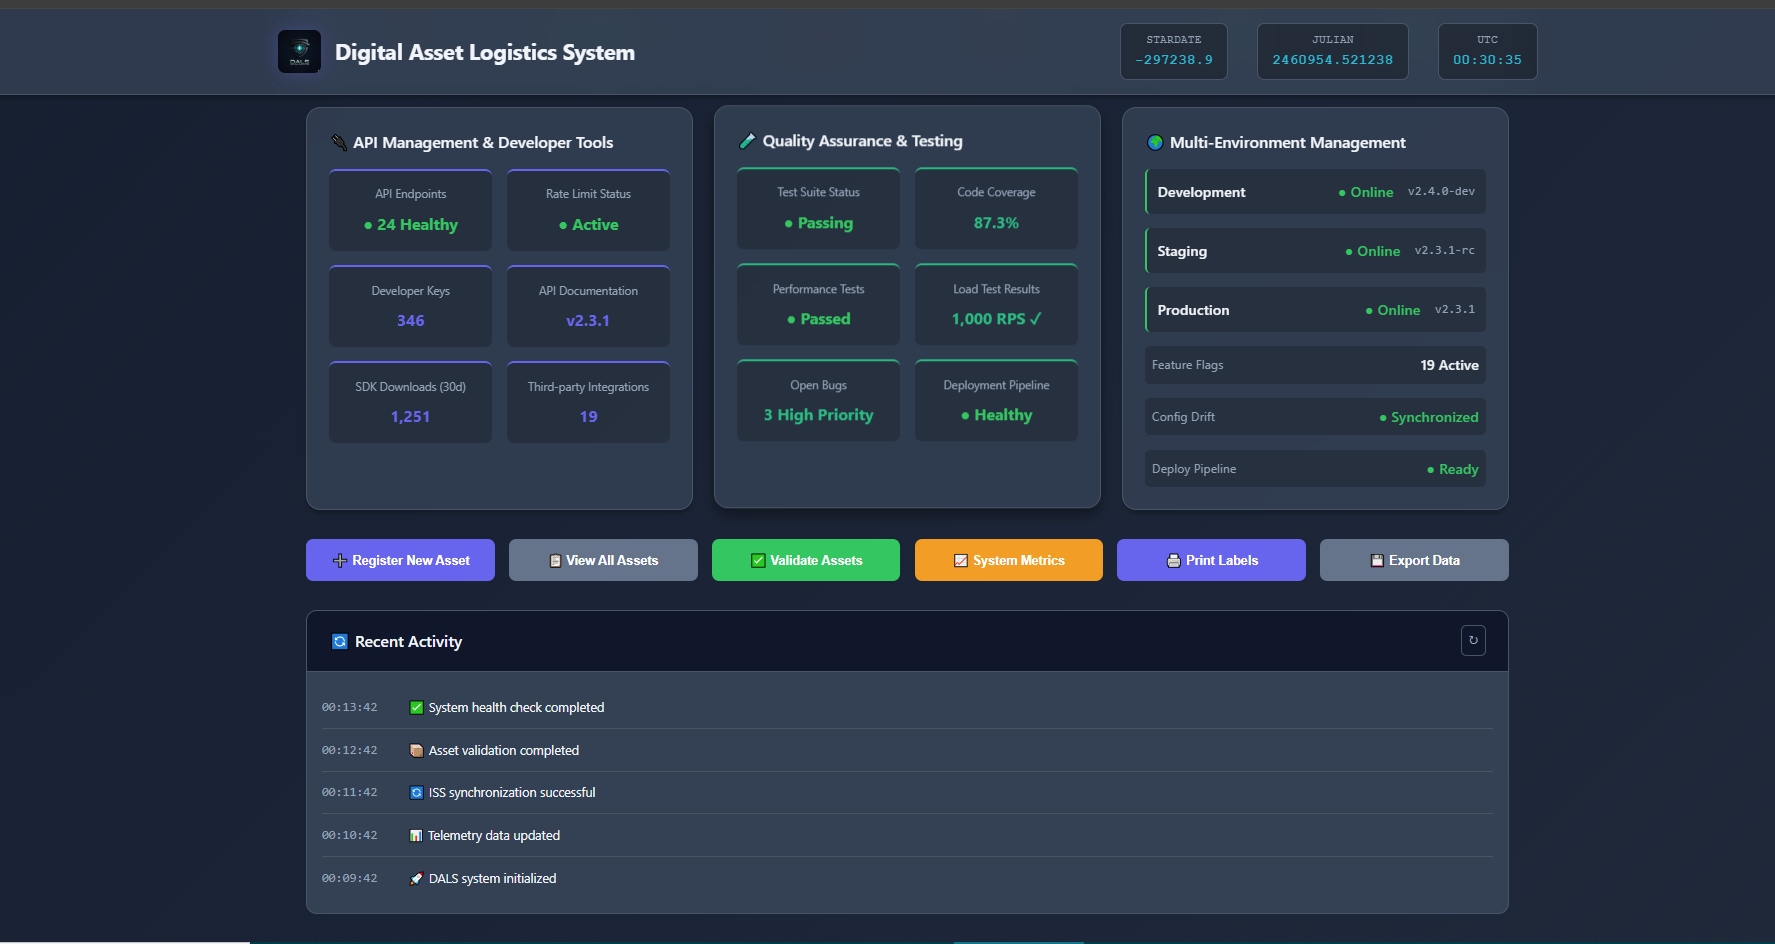 DALS
Digital Asset Logistics System
STARDATE
-297238.9
JULIAN
2460954.521238
UTC
00:30:35
API Management & Developer Tools
API Endpoints
● 24 Healthy
Rate Limit Status
● Active
Developer Keys
346
API Documentation
v2.3.1
SDK Downloads (30d)
1,251
Third-party Integrations
19
Quality Assurance & Testing
Test Suite Status
● Passing
Code Coverage
87.3%
Performance Tests
● Passed
Load Test Results
1,000 RPS ✓
Open Bugs
3 High Priority
Deployment Pipeline
● Healthy
Multi-Environment Management
Development ● Online v2.4.0-dev
Staging ● Online v2.3.1-rc
Production ● Online v2.3.1
Feature Flags 19 Active
Config Drift ● Synchronized
Deploy Pipeline ● Ready
Register New Asset
View All Assets
Validate Assets
System Metrics
Print Labels
Export Data
Recent Activity
00:13:42 System health check completed
00:12:42 Asset validation completed
00:11:42 ISS synchronization successful
00:10:42 Telemetry data updated
00:09:42 DALS system initialized